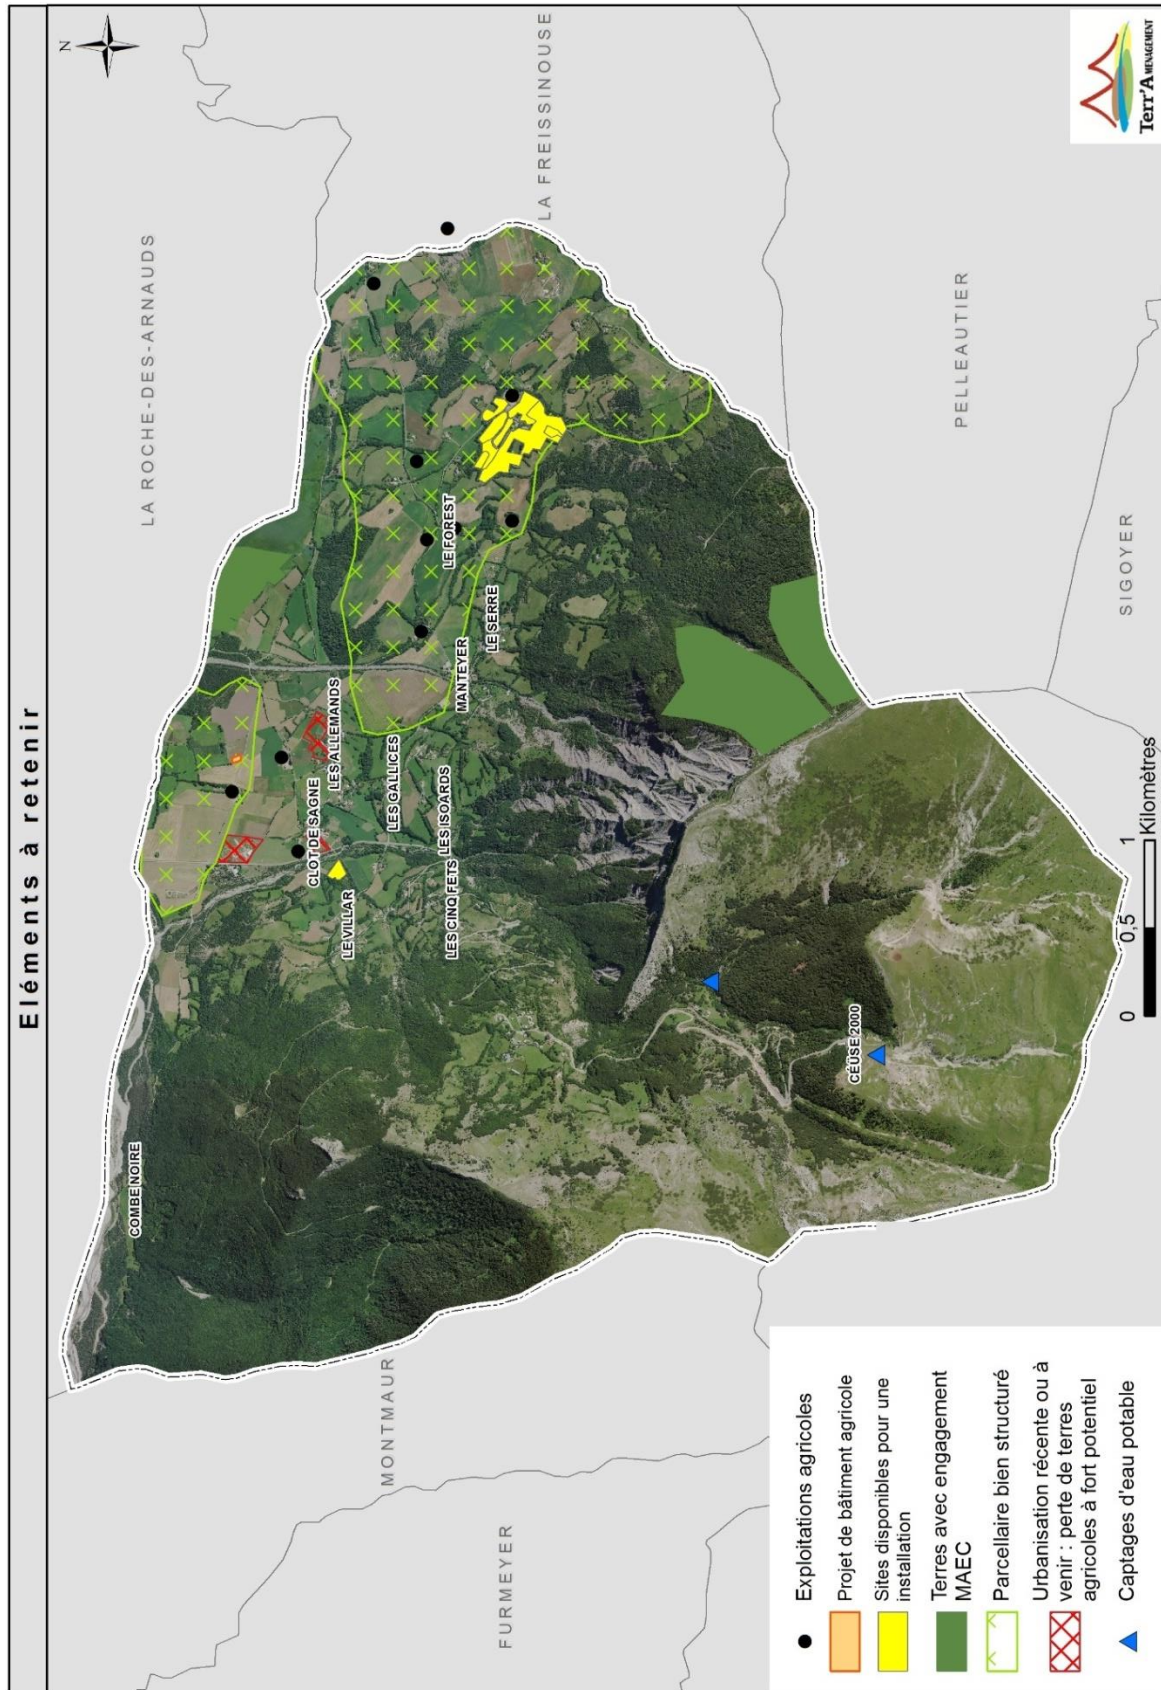 Eléments à retenir
N
LA ROCHE-DES-ARNAUDS
LA FREISSINOUSE
MONTMAUR
FURMEYER
PELLEAUTIER
SIGOYER
COMBE NOIRE
CLOT DE SAGNE
LES ALLEMANDS
LE VILLAR
LES GALLICES
LES CINQ FETS
LES ISOARDS
MANTEYER
LE FOREST
LE SERRE
CÉÜSE 2000
Exploitations agricoles
Projet de bâtiment agricole
Sites disponibles pour une
installation
Terres avec engagement
MAEC
Parcellaire bien structuré
Urbanisation récente ou à
venir : perte de terres
agricoles à fort potentiel
Captages d'eau potable
0 0,5 1
Kilomètres
Terr'AMENAGEMENT